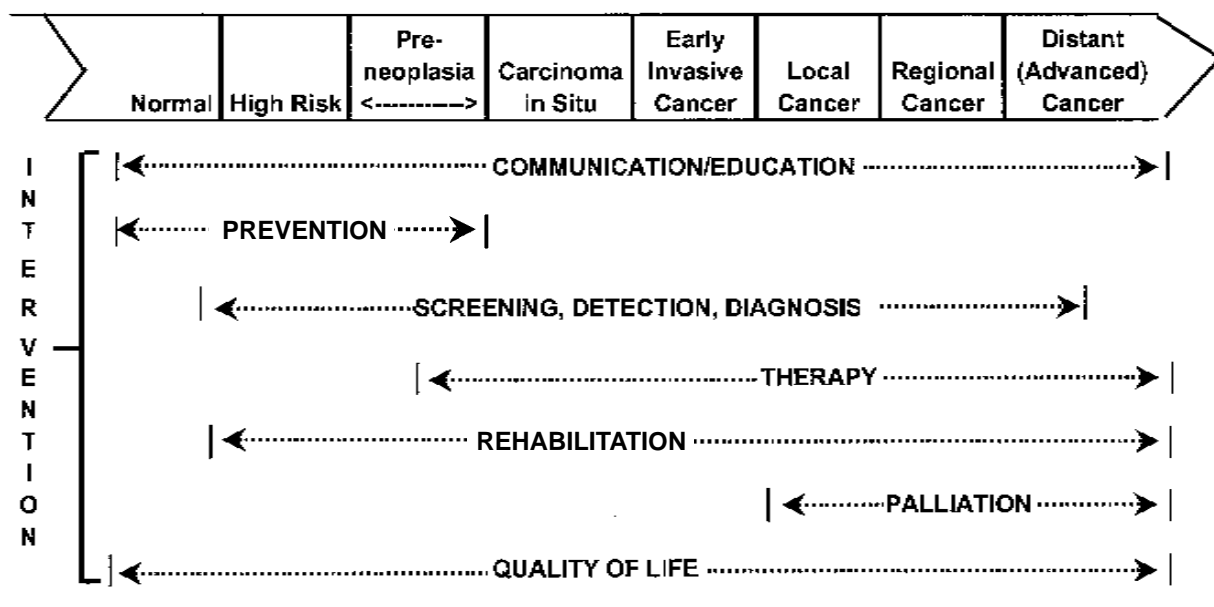 Normal
High Risk
Pre-
neoplasia
<----------->
Carcinoma
in Situ
Early
Invasive
Cancer
Local
Cancer
Regional
Cancer
Distant
(Advanced)
Cancer
INTERVENTION
COMMUNICATION/EDUCATION
PREVENTION
SCREENING, DETECTION, DIAGNOSIS
THERAPY
REHABILITATION
PALLIATION
QUALITY OF LIFE